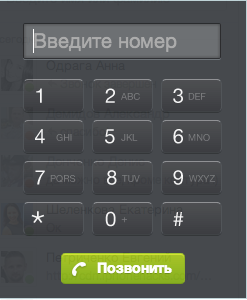 Введите номер
1 2 ABC 3 DEF
4 GHI 5 JKL 6 MNO
7 PQRS 8 TUV 9 WXYZ
* 0 + #
Позвонить